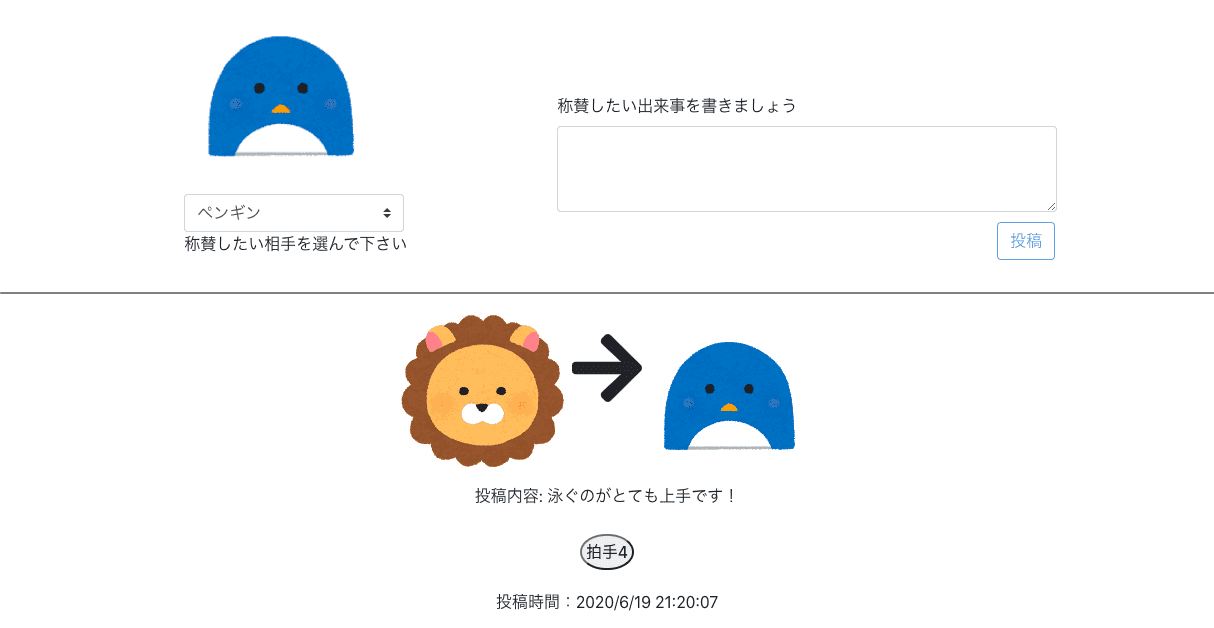 称賛したい出来事を書きましょう
ペンギン
称賛したい相手を選んで下さい
投稿
投稿内容: 泳ぐのがとても上手です！
拍手4
投稿時間：2020/6/19 21:20:07